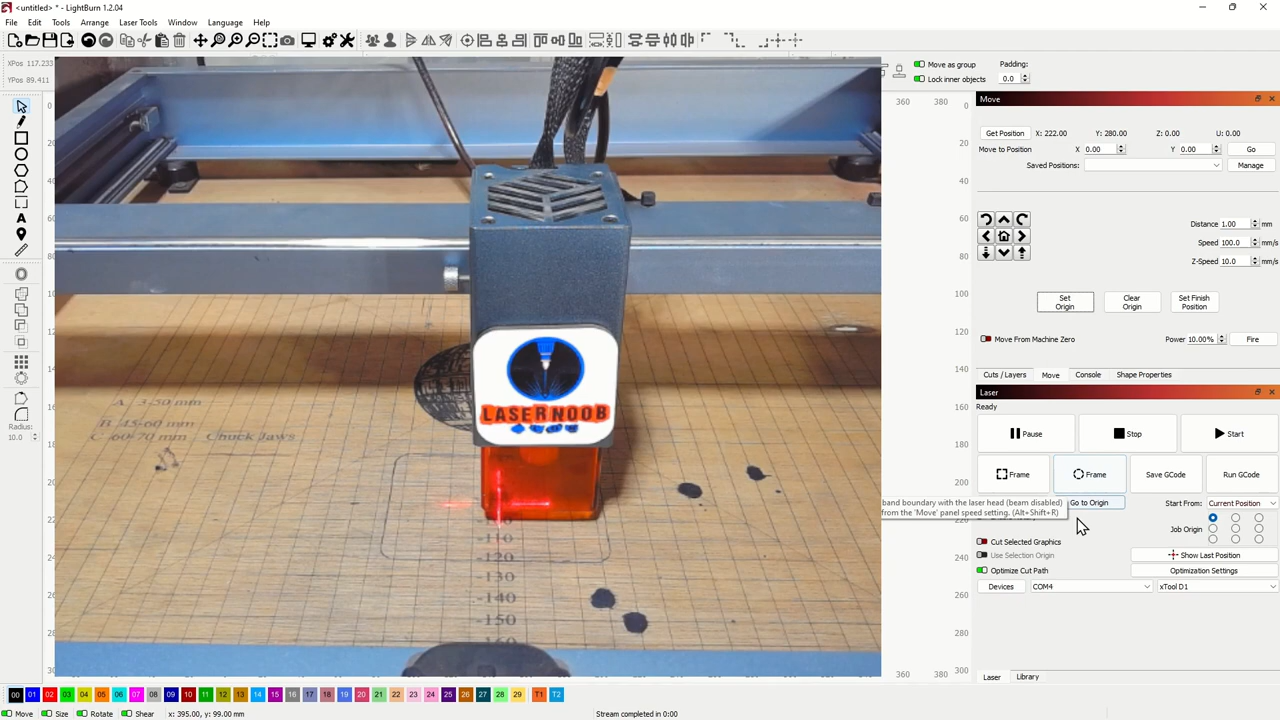 <untitled> * - LightBurn 1.2.04
File Edit Tools Arrange Laser Tools Window Language Help
XPos 117.233
YPos 89.411
Move as group
Lock inner objects
Padding:
0.0
Move
Get Position X: 222.00 Y: 280.00 Z: 0.00 U: 0.00
Move to Position X 0.00 Y 0.00 Go
Saved Positions: Manage
Distance 1.00 mm
Speed 100.0 mm/s
Z-Speed 10.0 mm/s
Set Origin
Clear Origin
Set Finish Position
Move From Machine Zero Power 10.00% Fire
Cuts / Layers Move Console Shape Properties
Laser
Ready
Pause Stop Start
Frame Frame Save GCode Run GCode
band boundary with the laser head (beam disabled)
from the 'Move' panel speed setting. (Alt+Shift+R)
Go to Origin
Start From: Current Position
Job Origin
Cut Selected Graphics
Use Selection Origin
Show Last Position
Optimize Cut Path Optimization Settings
Devices COM4 xTool D1
Laser Library
0 20 40 60 80 100 120 140 160 180 200 220 240 260 280 300
360 380
360 380
Radius:
10.0
A 3-50 mm
B 45-60 mm
C 60-70 mm Chuck Jaws
LASERNOOB
-110
-120
-130
-140
-150
-160
00 01 02 03 04 05 06 07 08 09 10 11 12 13 14 15 16 17 18 19 20 21 22 23 24 25 26 27 28 29 T1 T2
Move Size Rotate Shear x: 395.00, y: 99.00 mm Stream completed in 0:00